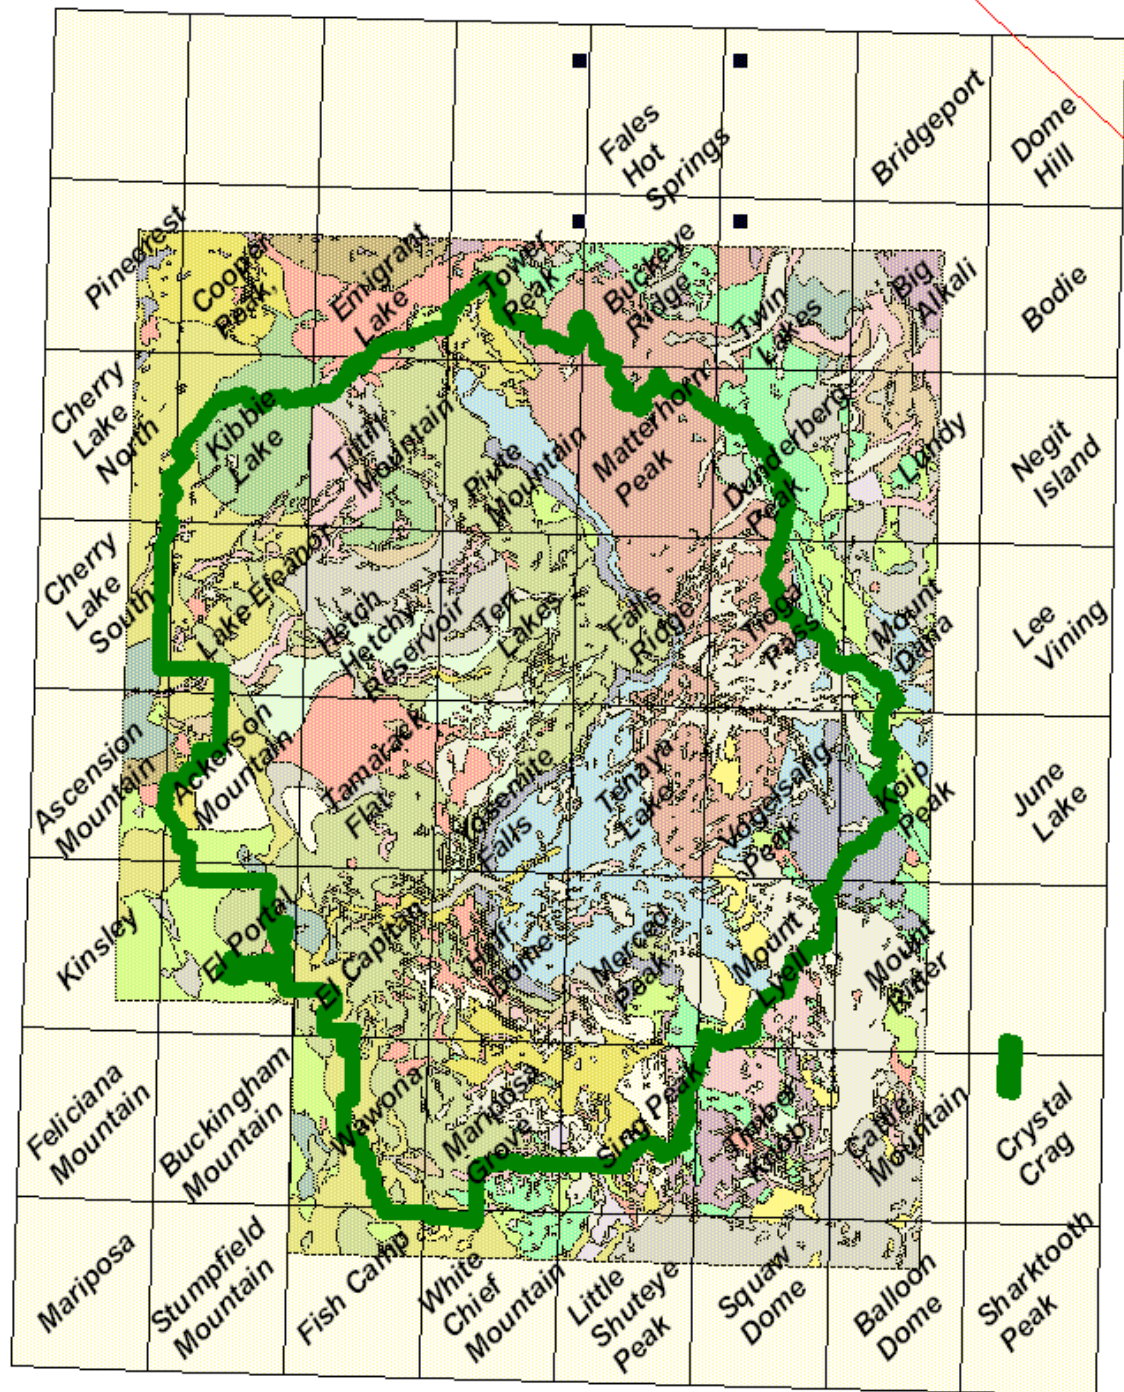 Fales
Hot
Springs
Bridgeport
Dome
Hill
Pinecrest
Cooper
Peak,
Emigrant
Lake
Tower
Peak
Buckeye
Ridge
Twin
Lakes
Big
Alkali
Bodie
Cherry
Lake
North
Kibbie
Lake
Tiltill
Mountain
Piute
Mountain
Matterhorn
Peak
Dunderberg
Peak
Lundy
Negit
Island
Cherry
Lake
South
Lake Eleanor
Hetch
Hetchy
Reservoir
Ten
Lakes
Falls
Ridge
Tioga
Pass
Mount
Dana
Lee
Vining
Ascension
Mountain
Ackerson
Mountain
Tamarack
Flat
Yosemite
Falls
Tenaya
Lake
Vogelsang
Peak
Koip
Peak
June
Lake
Kinsley
El Portal
El Capitan
Half
Dome
Merced
Peak
Mount
Lyell
Mount
Ritter
Crystal
Crag
Feliciana
Mountain
Buckingham
Mountain
Wawona
Mariposa
Grove
Sing Peak
Timber
Knob
Cattle
Mountain
Mariposa
Stumpfield
Mountain
Fish Camp
White
Chief
Mountain
Little
Shuteye
Peak
Squaw
Dome
Balloon
Dome
Sharktooth
Peak